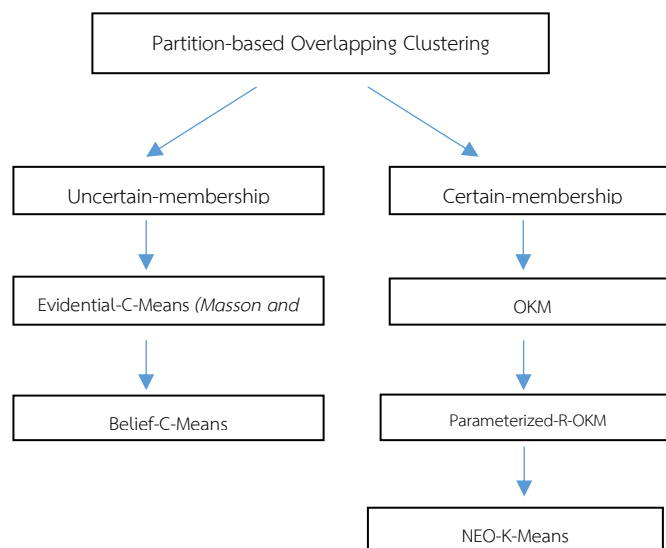 Partition-based Overlapping Clustering
Uncertain-membership
Certain-membership
Evidential-C-Means (Masson and
OKM
Belief-C-Means
Parameterized-R-OKM
NEO-K-Means